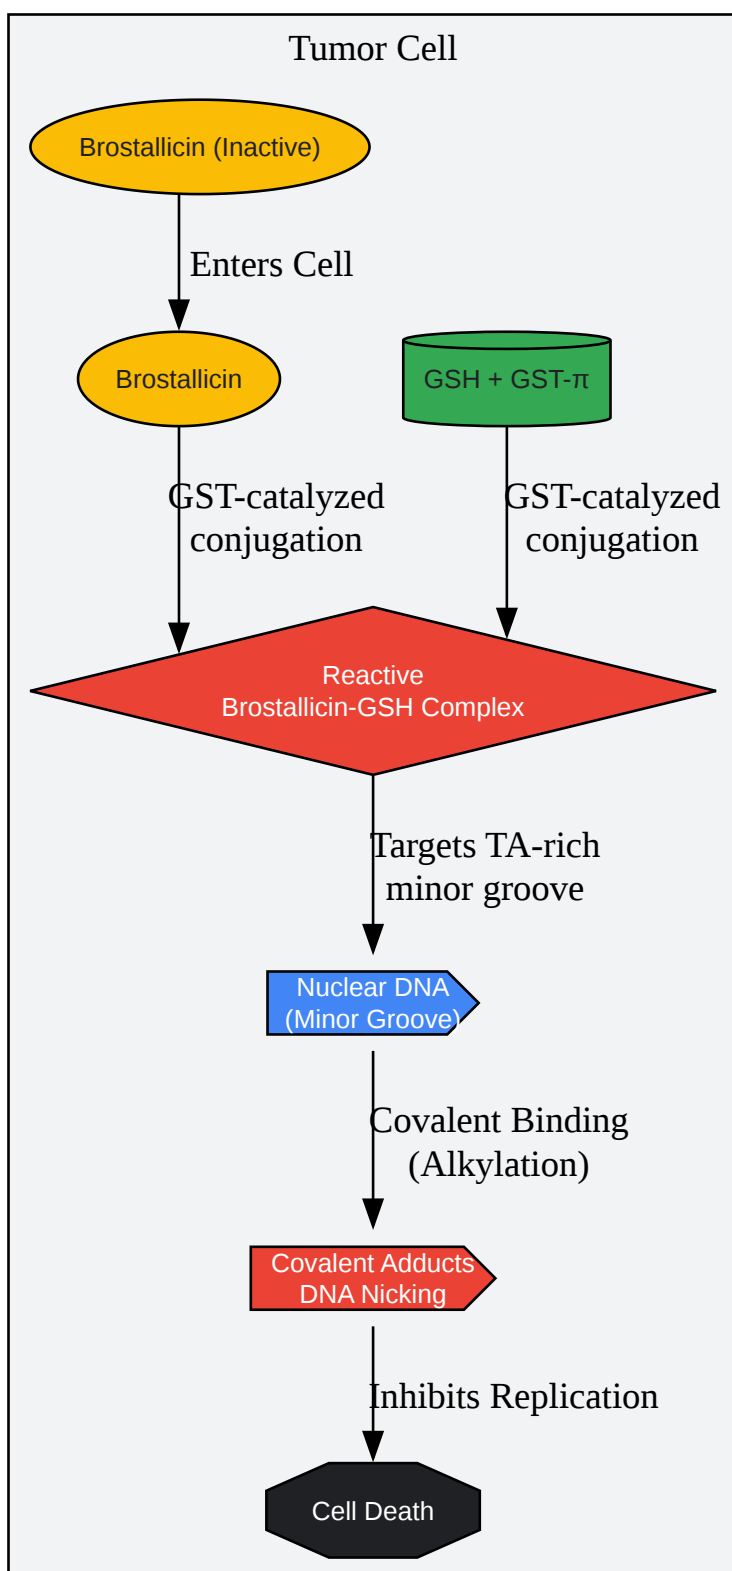 Tumor Cell
Brostallicin (Inactive)
Enters Cell
Brostallicin
GSH + GST-π
GST-catalyzed
conjugation
GST-catalyzed
conjugation
Reactive
Brostallicin-GSH Complex
Targets TA-rich
minor groove
Nuclear DNA
(Minor Groove)
Covalent Binding
(Alkylation)
Covalent Adducts
DNA Nicking
Inhibits Replication
Cell Death